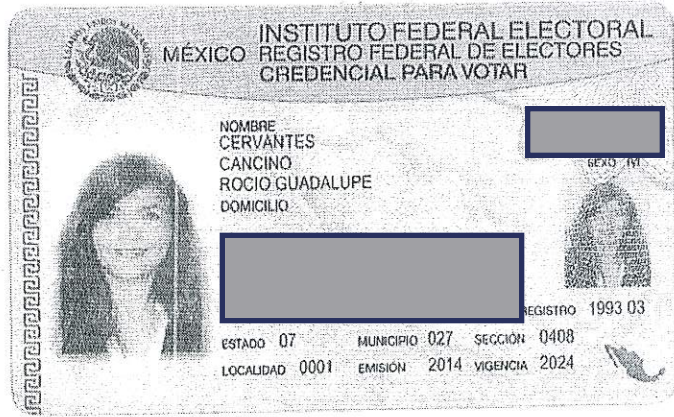 INSTITUTO FEDERAL ELECTORAL
MÉXICO REGISTRO FEDERAL DE ELECTORES
CREDENCIAL PARA VOTAR
NOMBRE
CERVANTES
CANCINO
ROCIO GUADALUPE
DOMICILIO
SEXO M
REGISTRO 1993 03
ESTADO 07 MUNICIPIO 027 SECCIÓN 0408
LOCALIDAD 0001 EMISIÓN 2014 VIGENCIA 2024